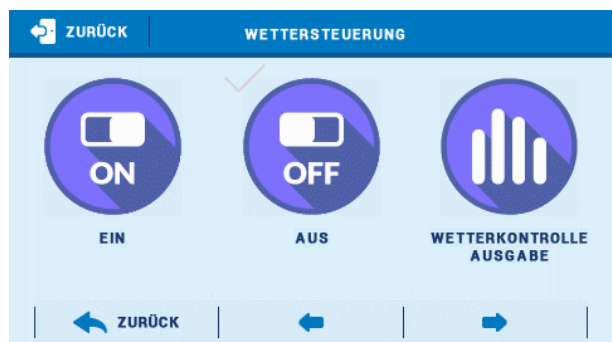 ZURÜCK
WETTERSTEUERUNG
ON
OFF
EIN
AUS
WETTERKONTROLLE
AUSGABE
ZURÜCK